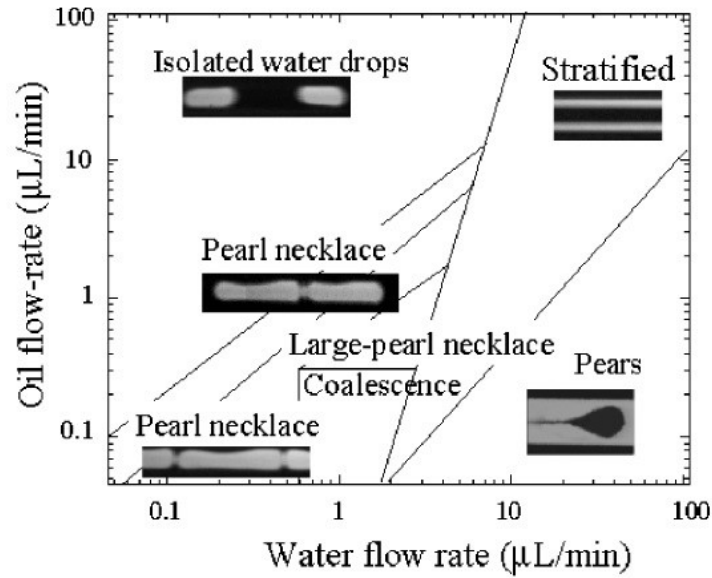 100
10
1
0.1
Oil flow-rate (μL/min)
Isolated water drops
Stratified
Pearl necklace
Large-pearl necklace
Coalescence
Pears
Pearl necklace
0.1
1
10
100
Water flow rate (μL/min)